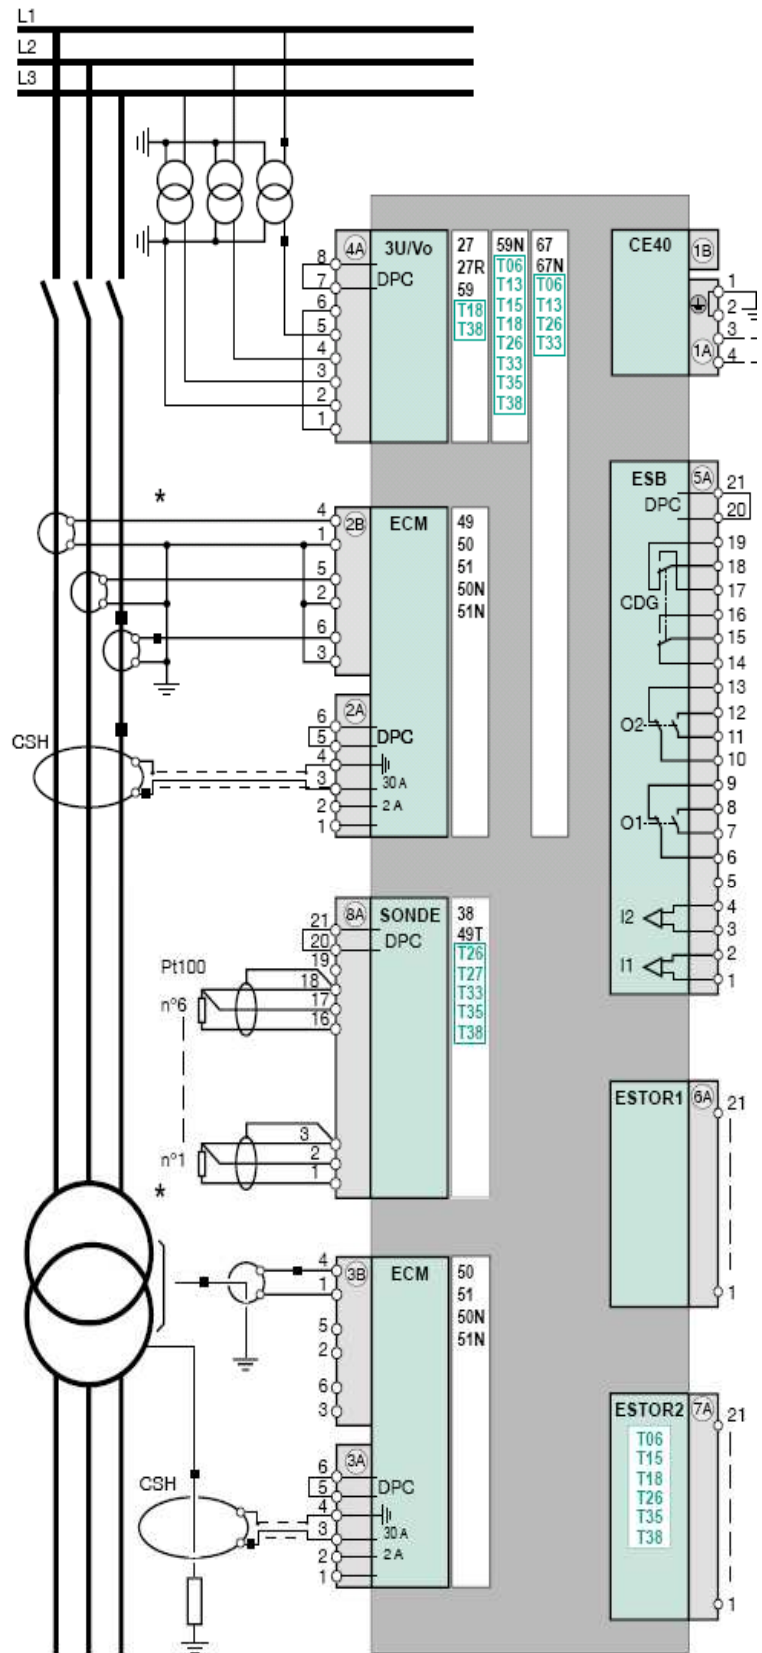 L1
L2
L3
4A 3U/Vo
8
7
DPC
6
5
4
3
2
1
27
27R
59
T18
T38
59N
T06
T13
T15
T18
T26
T33
T35
T38
67
67N
T06
T13
T26
T33
CE40
1B
1
2
3
1A
4
*
4
1
5
2
6
3
2B ECM
49
50
51
50N
51N
2A
6
5
DPC
4
3
30 A
2
2 A
1
CSH
ESB
5A
21
DPC
20
19
18
17
CDG
16
15
14
13
12
O2
11
10
9
8
O1
7
6
5
4
I2
3
2
I1
1
8A SONDE
21
20
DPC
19
18
17
16
Pt100
n°6
3
2
1
n°1
38
49T
T26
T27
T33
T35
T38
*
ESTOR1 6A
21
1
3B ECM
4
1
5
2
6
3
50
51
50N
51N
3A
6
5
DPC
4
3
30 A
2
2 A
1
CSH
ESTOR2 7A
21
T06
T15
T18
T26
T35
T38
1